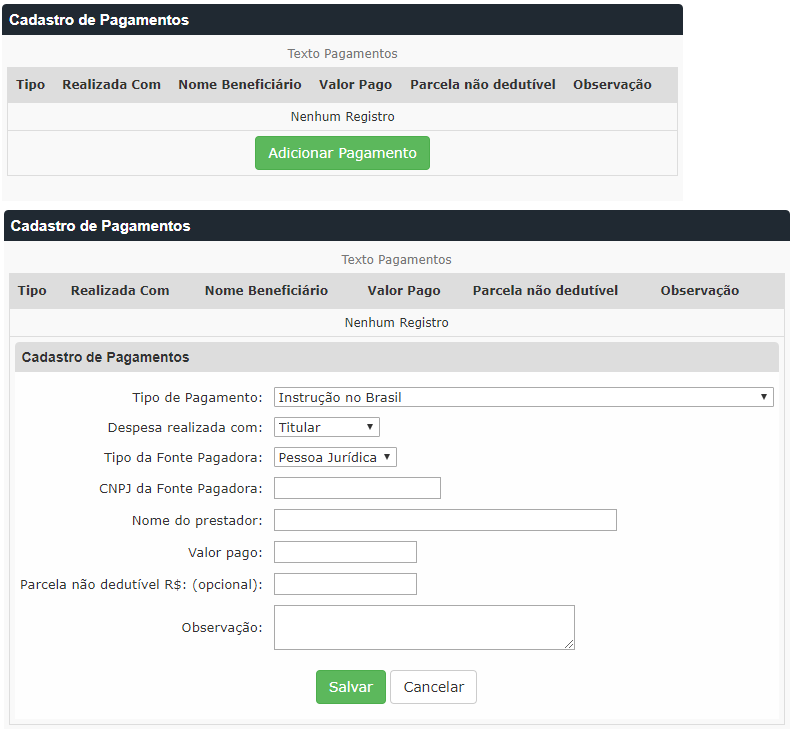 Cadastro de Pagamentos
Texto Pagamentos
Tipo Realizada Com Nome Beneficiário Valor Pago Parcela não dedutível Observação
Nenhum Registro
Adicionar Pagamento
Cadastro de Pagamentos
Texto Pagamentos
Tipo Realizada Com Nome Beneficiário Valor Pago Parcela não dedutível Observação
Nenhum Registro
Cadastro de Pagamentos
Tipo de Pagamento: Instrução no Brasil
Despesa realizada com: Titular
Tipo da Fonte Pagadora: Pessoa Jurídica
CNPJ da Fonte Pagadora:
Nome do prestador:
Valor pago:
Parcela não dedutível R$: (opcional):
Observação:
Salvar Cancelar